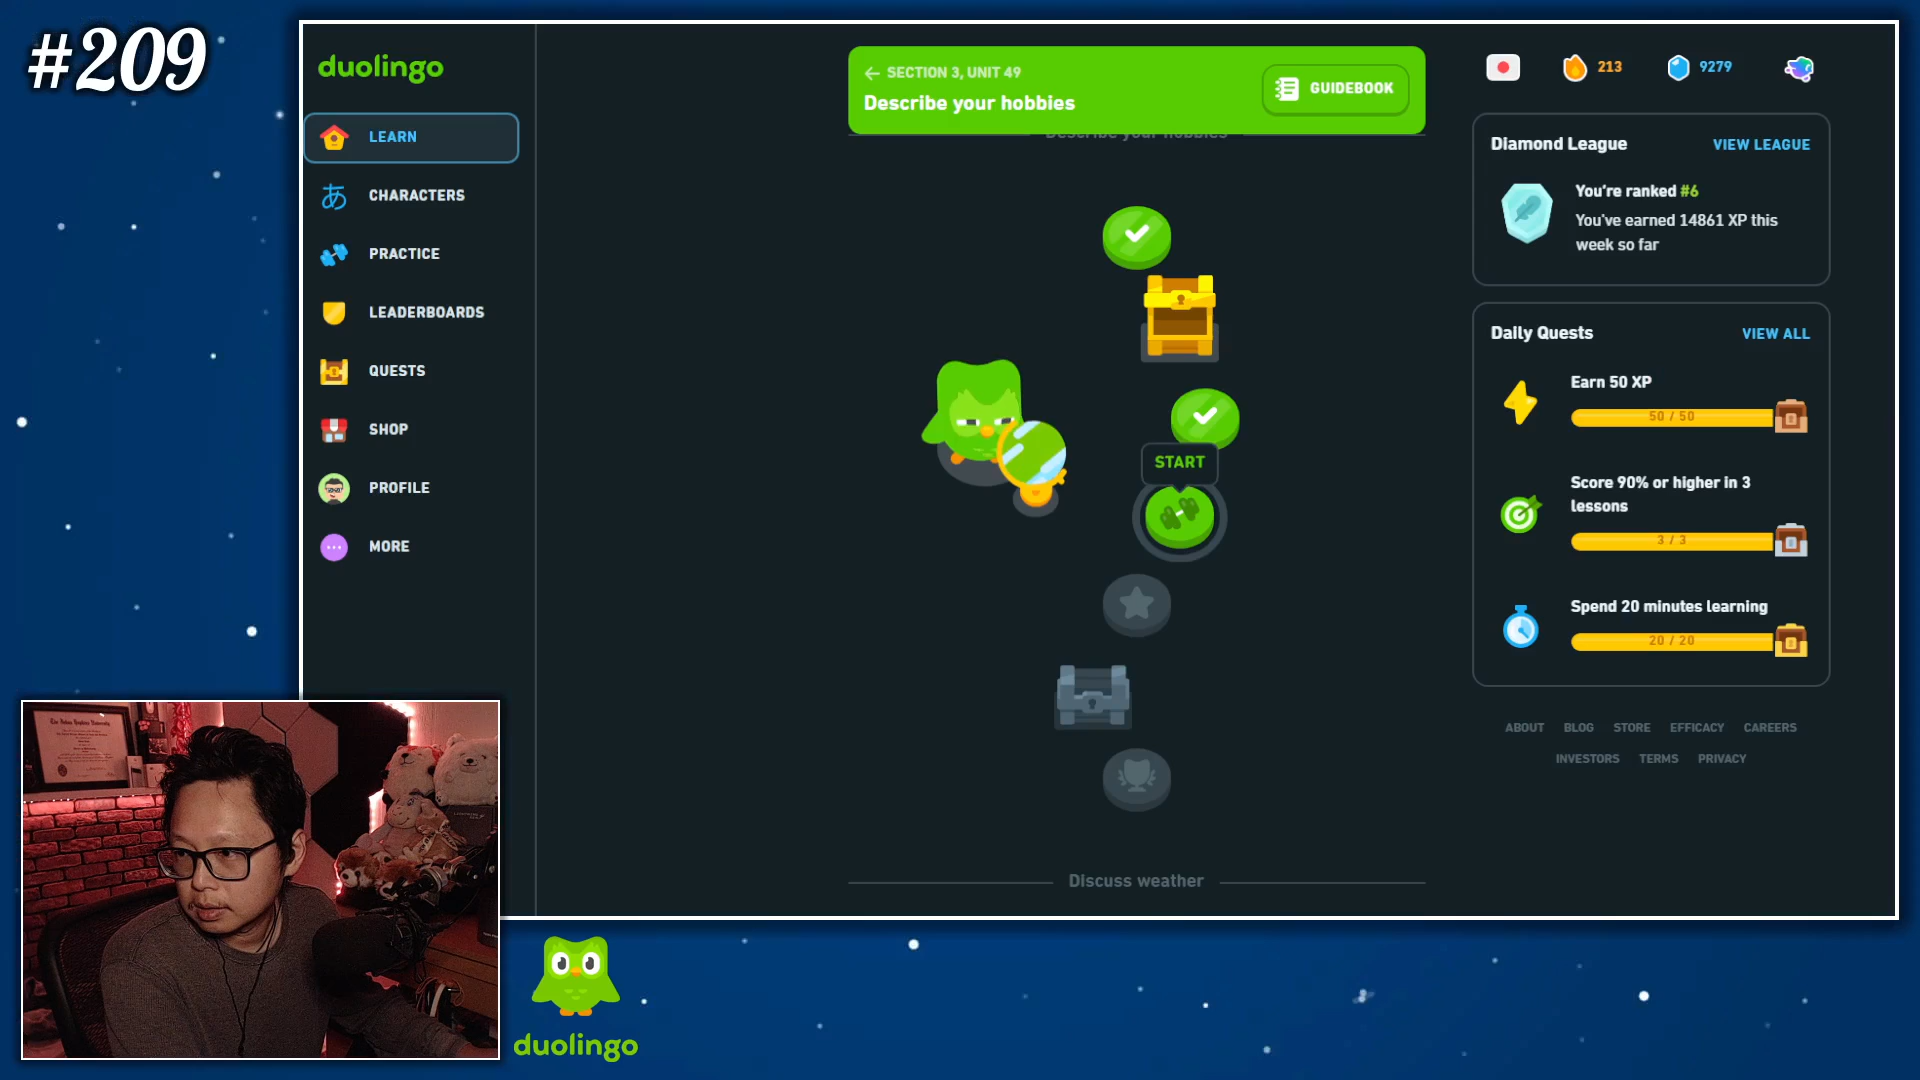 #209
duolingo
LEARN
あ CHARACTERS
PRACTICE
LEADERBOARDS
QUESTS
SHOP
PROFILE
MORE
SECTION 3, UNIT 49
Describe your hobbies
GUIDEBOOK
Describe your hobbies
START
Discuss weather
213
9279
Diamond League
VIEW LEAGUE
You're ranked #6
You've earned 14861 XP this
week so far
Daily Quests
VIEW ALL
Earn 50 XP
50 / 50
Score 90% or higher in 3
lessons
3 / 3
Spend 20 minutes learning
20 / 20
ABOUT BLOG STORE EFFICACY CAREERS
INVESTORS TERMS PRIVACY
duolingo